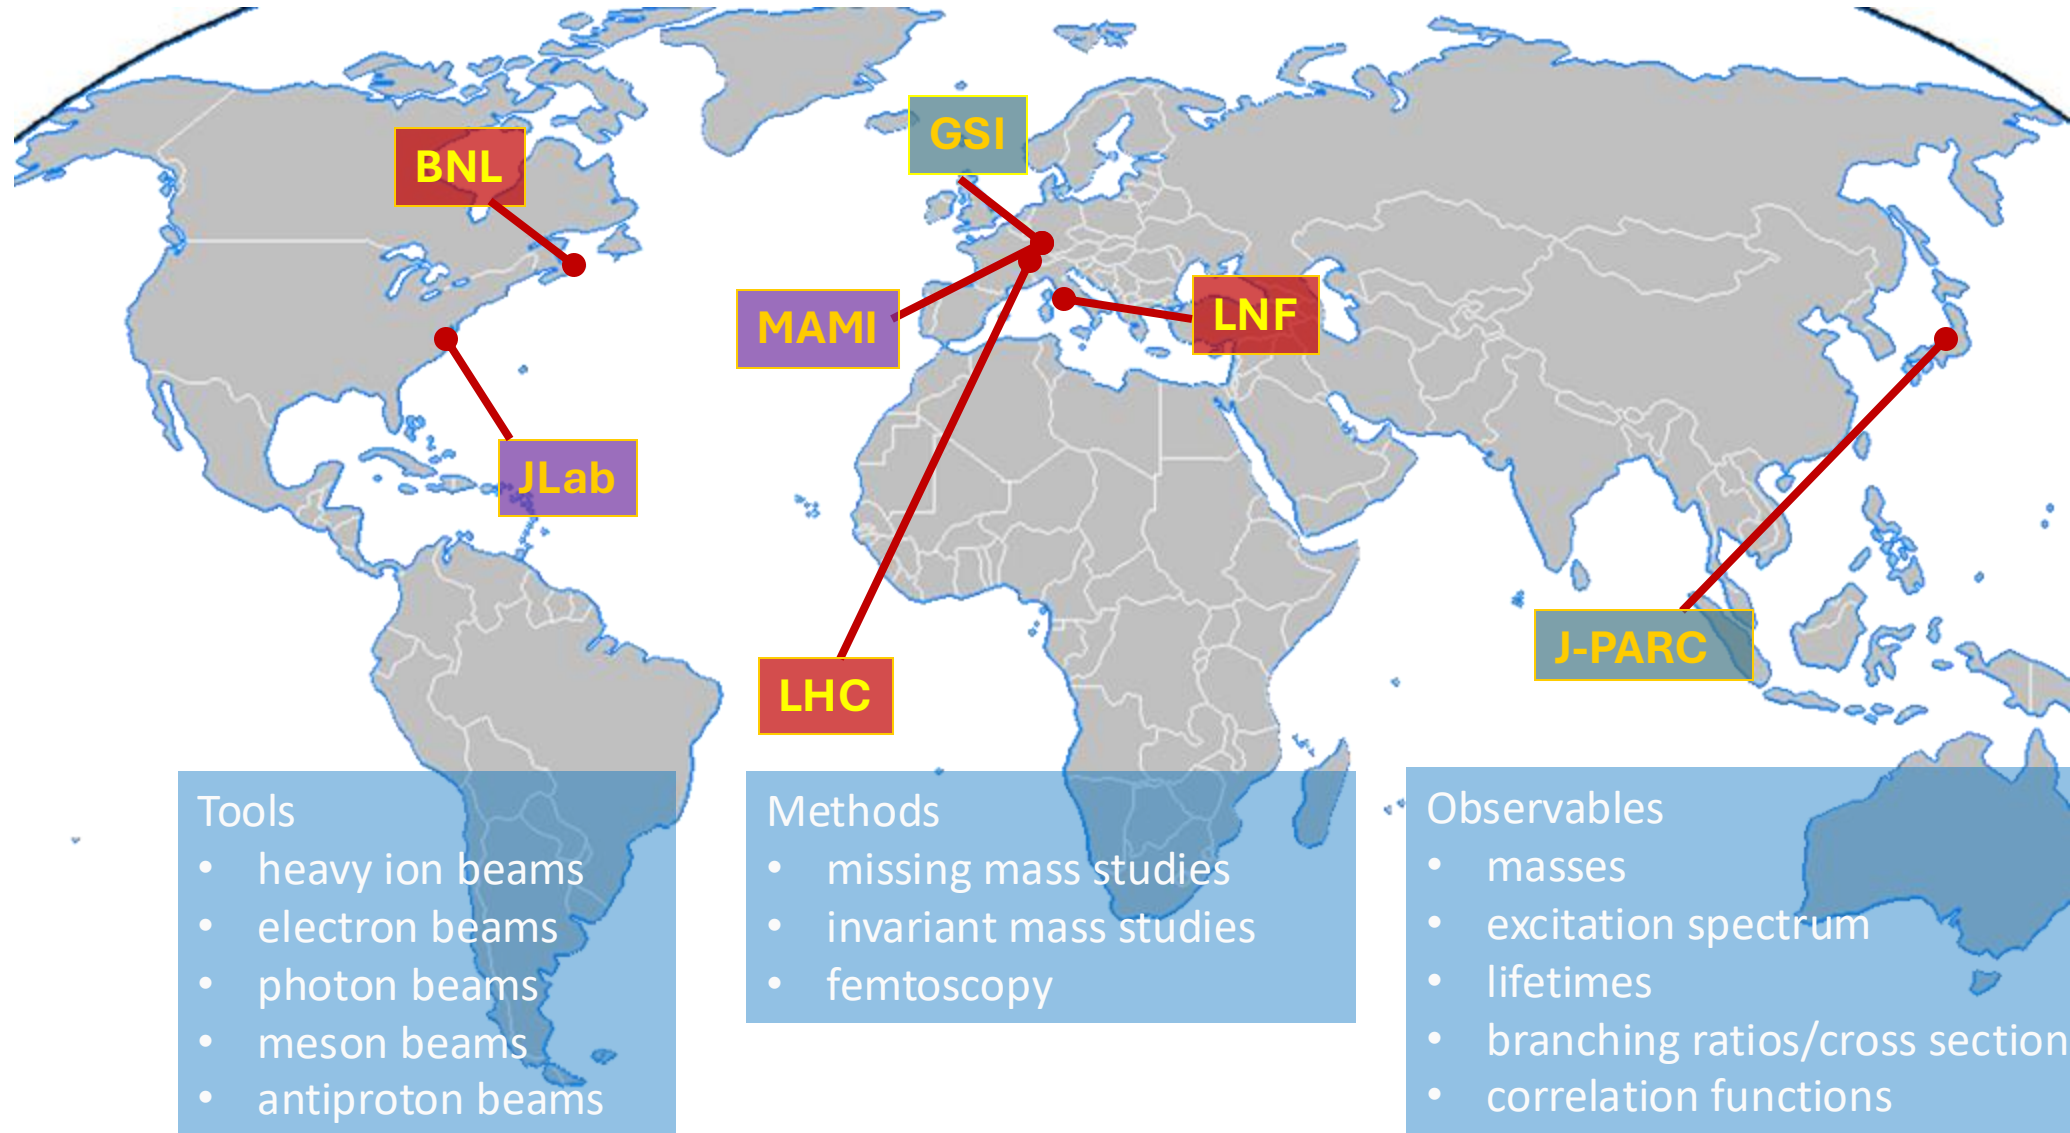 GSI
BNL
MAMI
LNF
JLab
J-PARC
LHC
Tools
• heavy ion beams
• electron beams
• photon beams
• meson beams
• antiproton beams
Methods
• missing mass studies
• invariant mass studies
• femtoscopy
Observables
• masses
• excitation spectrum
• lifetimes
• branching ratios/cross section
• correlation functions